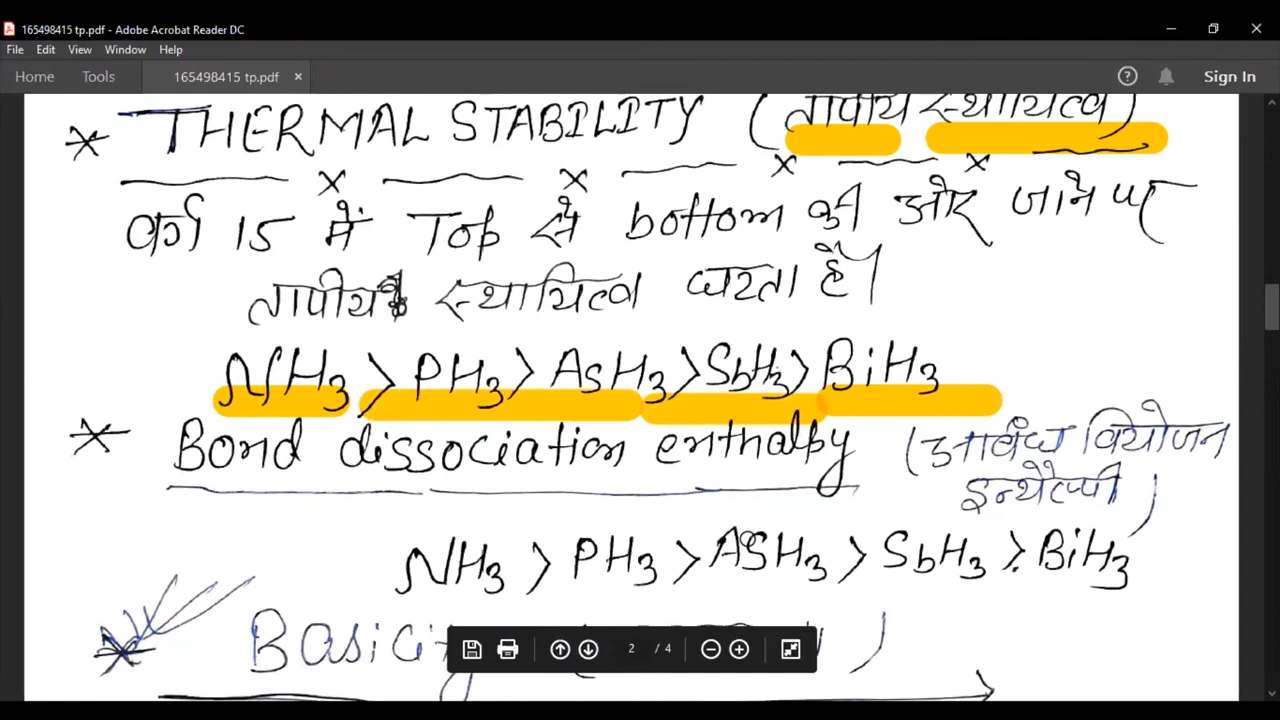 165498415 tp.pdf - Adobe Acrobat Reader DC
File Edit View Window Help
Home Tools 165498415 tp.pdf × Sign In
* THERMAL STABILITY (तापीय स्थायित्व)
वर्ग 15 में Top से bottom की ओर जाने पर
तापीय स्थायित्व घटता है।
NH3 > PH3 > AsH3 > SbH3 > BiH3
* Bond dissociation enthalpy (आबंध वियोजन
इन्थैल्पी)
NH3 > PH3 > AsH3 > SbH3 > BiH3
2 / 4